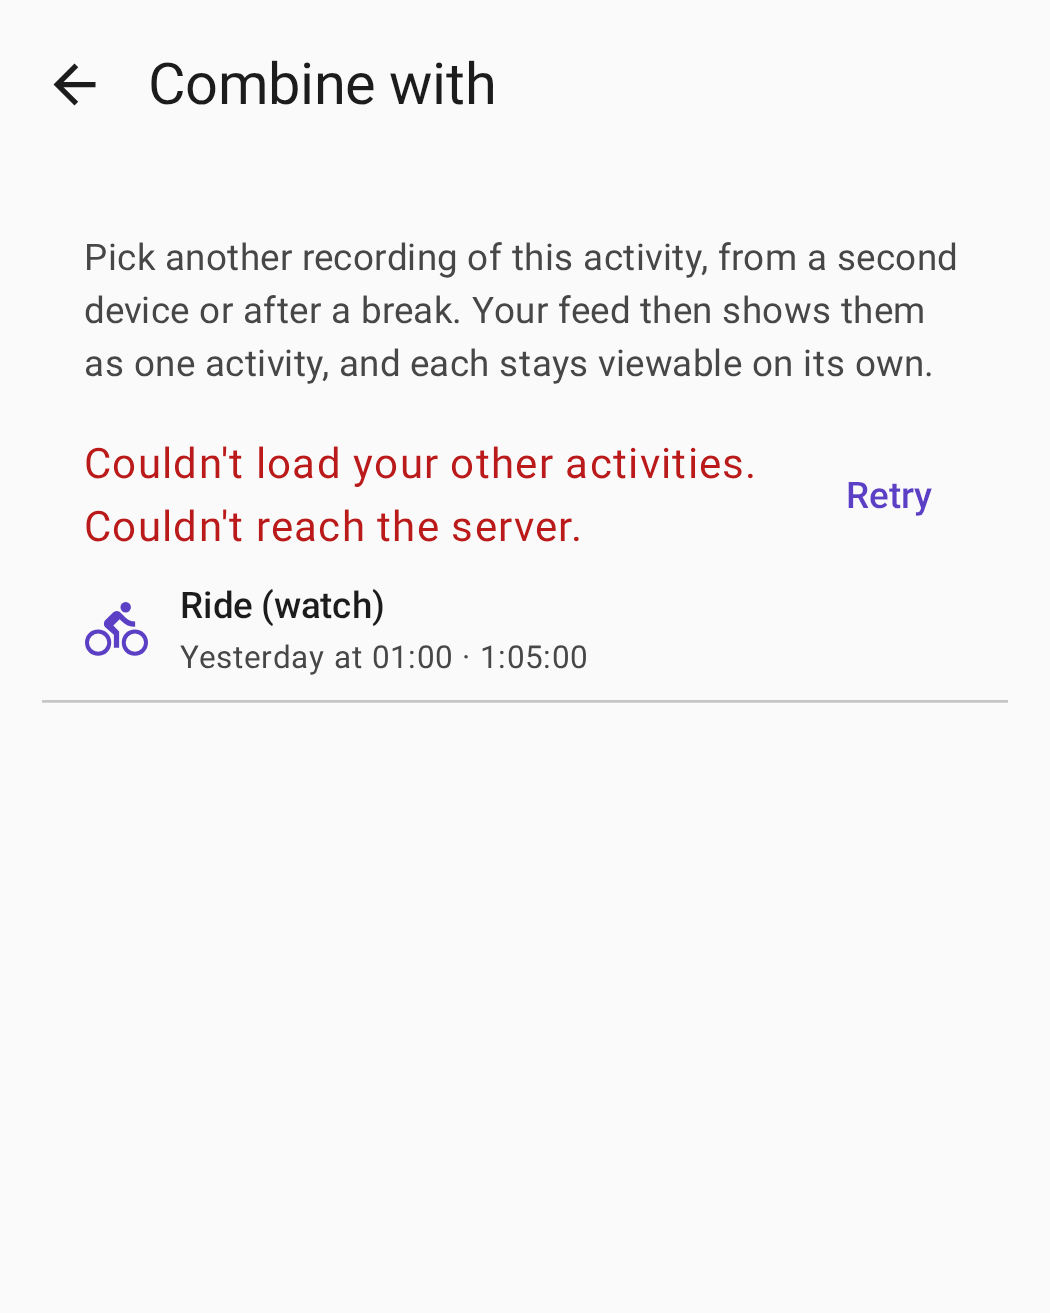 Combine with
Pick another recording of this activity, from a second
device or after a break. Your feed then shows them
as one activity, and each stays viewable on its own.
Couldn't load your other activities.
Couldn't reach the server.
Retry
Ride (watch)
Yesterday at 01:00 · 1:05:00